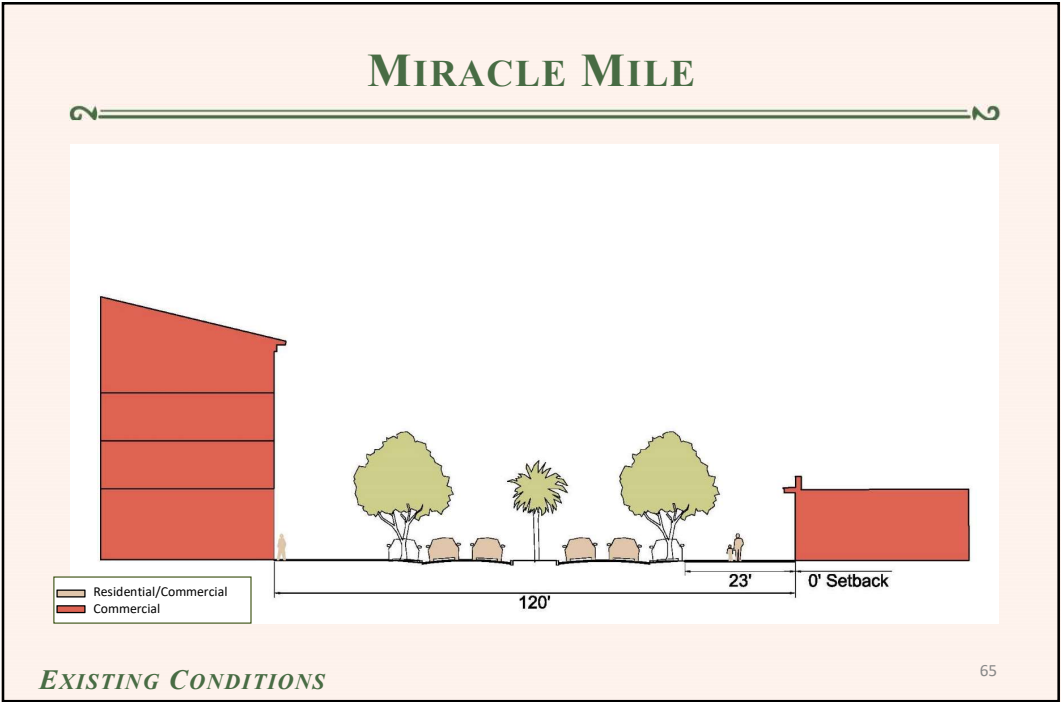 MIRACLE MILE
23'
0' Setback
120'
Residential/Commercial
Commercial
EXISTING CONDITIONS
65